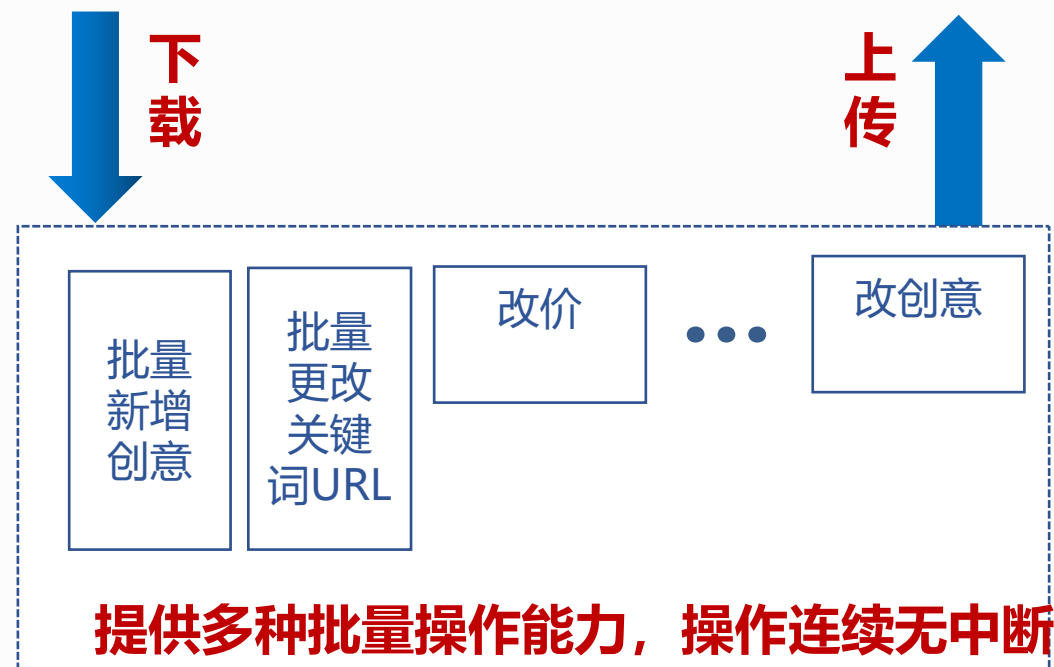 下
载
上
传
批量
新增
创意
批量
更改
关键
词URL
改价
改创意
提供多种批量操作能力，操作连续无中断